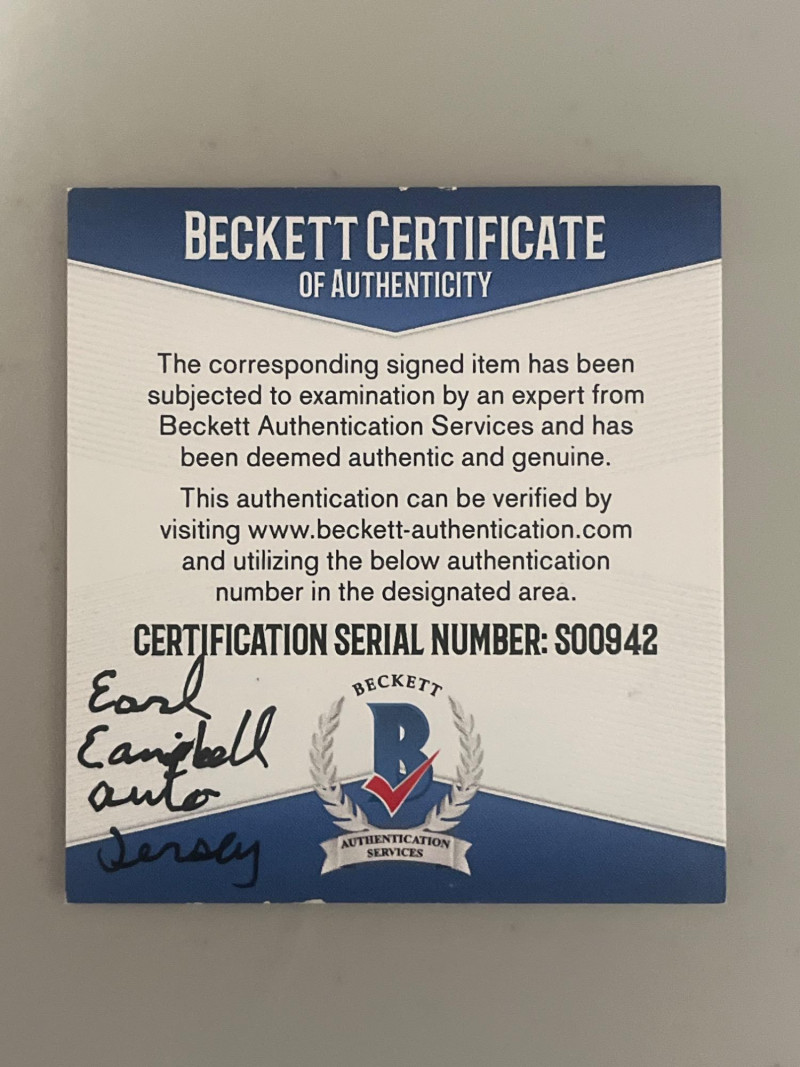 BECKETT CERTIFICATE
OF AUTHENTICITY
The corresponding signed item has been
subjected to examination by an expert from
Beckett Authentication Services and has
been deemed authentic and genuine.
This authentication can be verified by
visiting www.beckett-authentication.com
and utilizing the below authentication
number in the designated area.
CERTIFICATION SERIAL NUMBER: S00942
Earl
Campbell
auto
Jersey
BECKETT
B
AUTHENTICATION
SERVICES